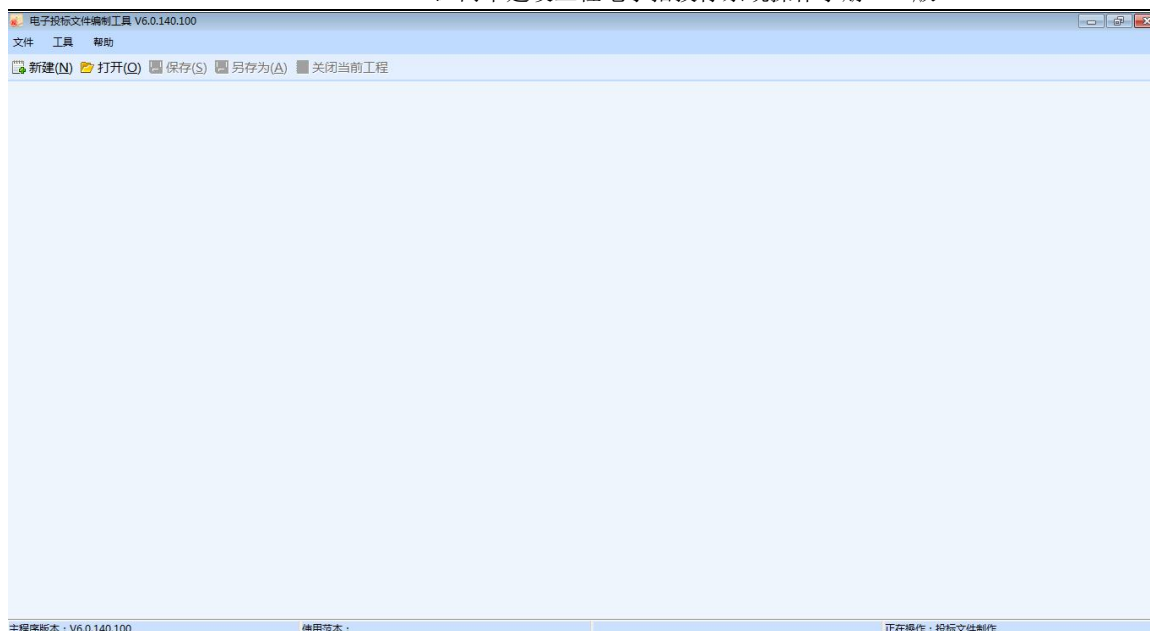 电子投标文件编制工具 V6.0.140.100
文件 工具 帮助
新建(N) 打开(O) 保存(S) 另存为(A) 关闭当前工程
主程序版本：V6.0.140.100 使用范本： 正在操作：投标文件制作